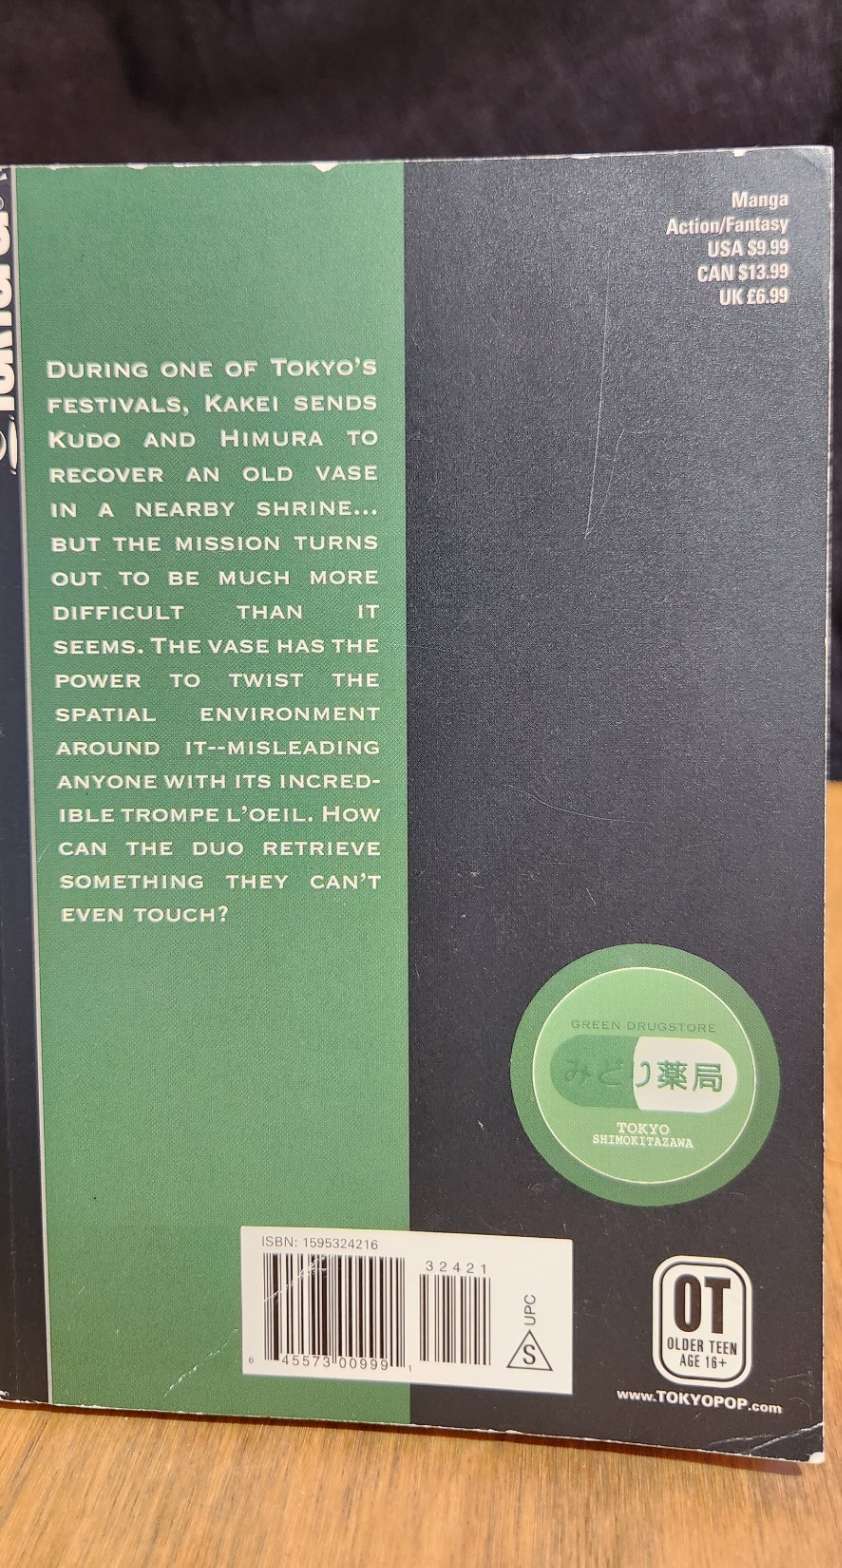 Manga
Action/Fantasy
USA $9.99
CAN $13.99
UK £6.99
DURING ONE OF TOKYO'S
FESTIVALS, KAKEI SENDS
KUDO AND HIMURA TO
RECOVER AN OLD VASE
IN A NEARBY SHRINE...
BUT THE MISSION TURNS
OUT TO BE MUCH MORE
DIFFICULT THAN IT
SEEMS. THE VASE HAS THE
POWER TO TWIST THE
SPATIAL ENVIRONMENT
AROUND IT--MISLEADING
ANYONE WITH ITS INCRED-
IBLE TROMPE L'OEIL. HOW
CAN THE DUO RETRIEVE
SOMETHING THEY CAN'T
EVEN TOUCH?
GREEN DRUGSTORE
みどり薬局
TOKYO
SHIMOKITAZAWA
ISBN: 1595324216
32421
6 45573 00999 1
UPC
S
OT
OLDER TEEN
AGE 16+
www.TOKYOPOP.com